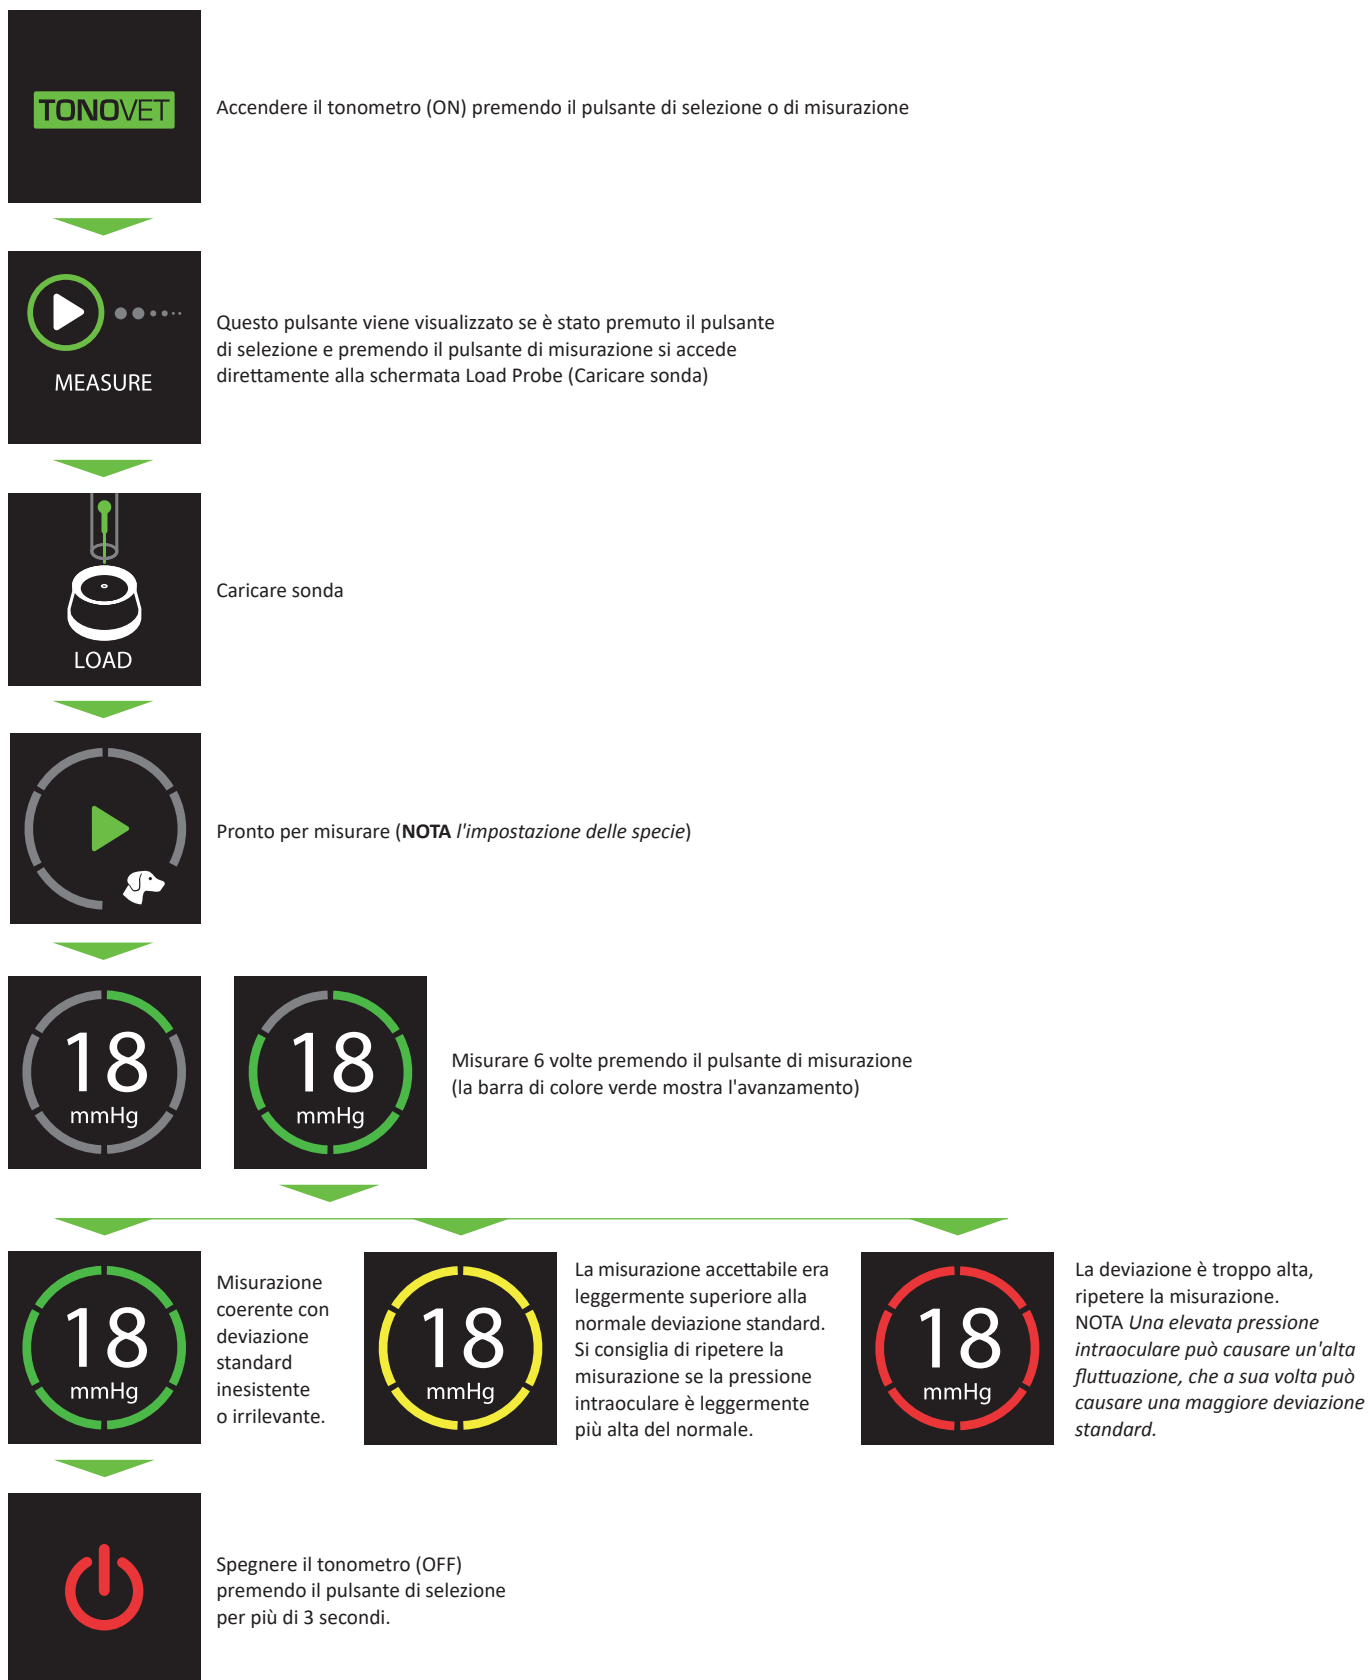 TONOVET
Accendere il tonometro (ON) premendo il pulsante di selezione o di misurazione
MEASURE
Questo pulsante viene visualizzato se è stato premuto il pulsante
di selezione e premendo il pulsante di misurazione si accede
direttamente alla schermata Load Probe (Caricare sonda)
LOAD
Caricare sonda
Pronto per misurare (NOTA l'impostazione delle specie)
18
mmHg
18
mmHg
Misurare 6 volte premendo il pulsante di misurazione
(la barra di colore verde mostra l'avanzamento)
18
mmHg
Misurazione
coerente con
deviazione
standard
inesistente
o irrilevante.
18
mmHg
La misurazione accettabile era
leggermente superiore alla
normale deviazione standard.
Si consiglia di ripetere la
misurazione se la pressione
intraoculare è leggermente
più alta del normale.
18
mmHg
La deviazione è troppo alta,
ripetere la misurazione.
NOTA Una elevata pressione
intraoculare può causare un'alta
fluttuazione, che a sua volta può
causare una maggiore deviazione
standard.
Spegnere il tonometro (OFF)
premendo il pulsante di selezione
per più di 3 secondi.